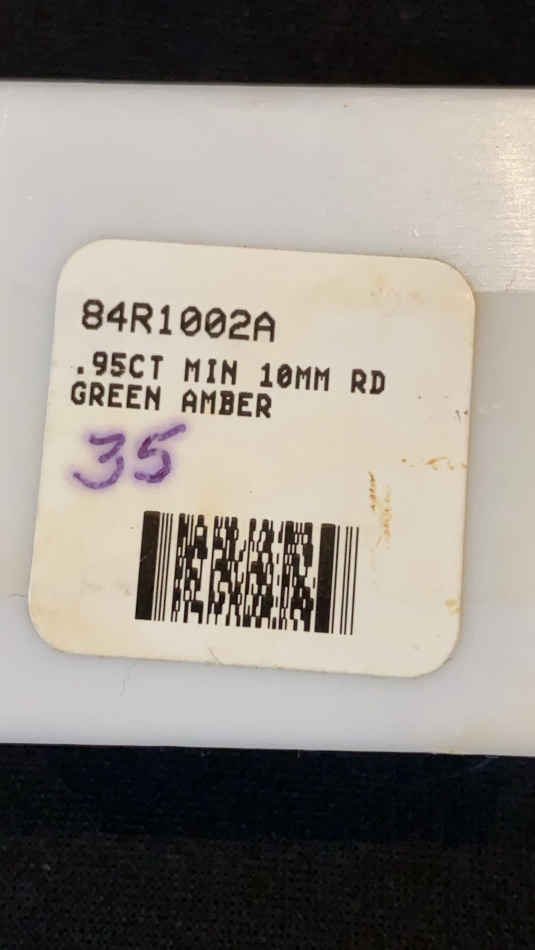 84R1002A
.95CT MIN 10MM RD
GREEN AMBER
35